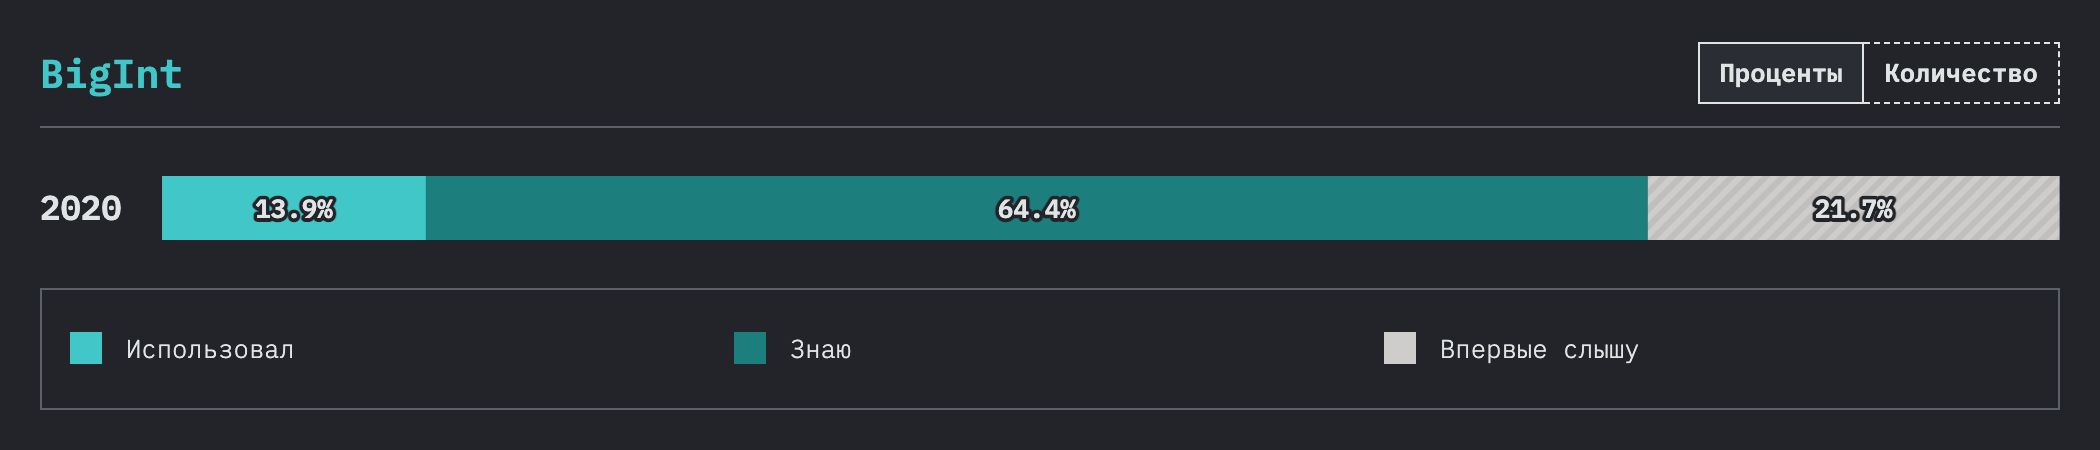 BigInt
Проценты Количество
2020 13.9% 64.4% 21.7%
Использовал Знаю Впервые слышу